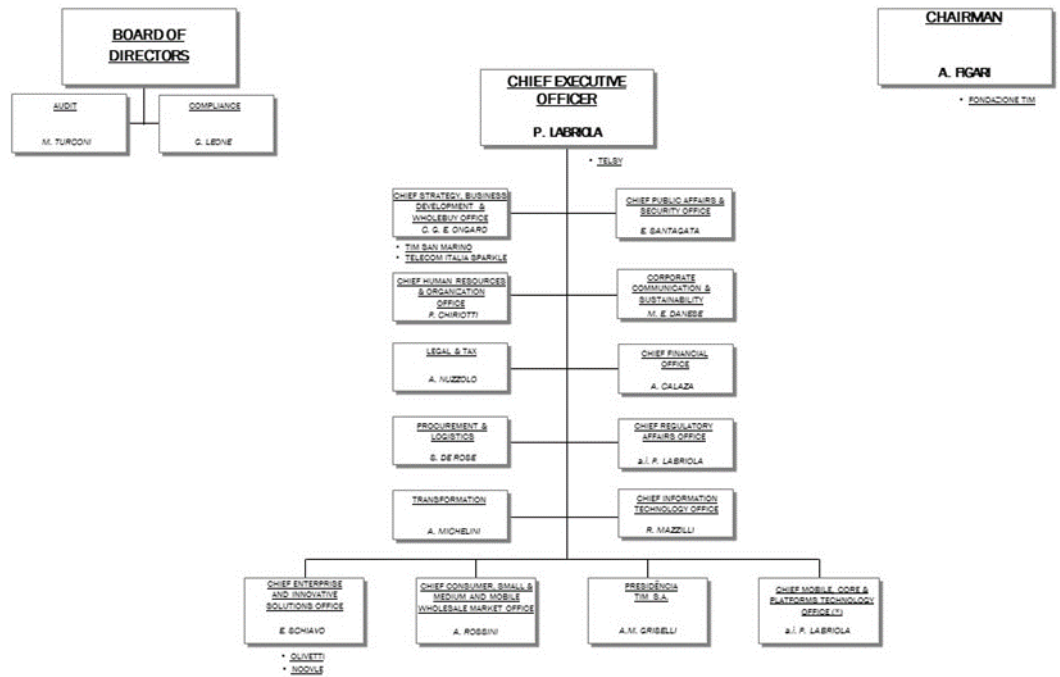 BOARD OF
DIRECTORS
AUDIT
M. TURCONI
COMPLIANCE
G. LEONE
CHAIRMAN
A. FIGARI
• FONDAZIONE TIM
CHIEF EXECUTIVE
OFFICER
P. LABRIOLA
• TELSY
CHIEF STRATEGY, BUSINESS
DEVELOPMENT &
WHOLEBUY OFFICE
C. G. E. ONGARO
• TIM SAN MARINO
• TELECOM ITALIA SPARKLE
CHIEF PUBLIC AFFAIRS &
SECURITY OFFICE
E. SANTAGATA
CHIEF HUMAN RESOURCES
& ORGANIZATION
OFFICE
P. CHIRIOTTI
CORPORATE
COMMUNICATION &
SUSTAINABILITY
M. E. DANESE
LEGAL & TAX
A. NUZZOLO
CHIEF FINANCIAL
OFFICE
A. CALAZA
PROCUREMENT &
LOGISTICS
S. DE ROSE
CHIEF REGULATORY
AFFAIRS OFFICE
a.i. P. LABRIOLA
TRANSFORMATION
A. MICHELINI
CHIEF INFORMATION
TECHNOLOGY OFFICE
R. MAZZILLI
CHIEF ENTERPRISE
AND INNOVATIVE
SOLUTIONS OFFICE
E. SCHIAVO
• OLIVETTI
• NOOVLE
CHIEF CONSUMER, SMALL &
MEDIUM AND MOBILE
WHOLESALE MARKET OFFICE
A. ROSSINI
PRESIDÊNCIA
TIM S.A.
A.M. GRISELLI
CHIEF MOBILE, CORE &
PLATFORMS TECHNOLOGY
OFFICE (*)
a.i. P. LABRIOLA